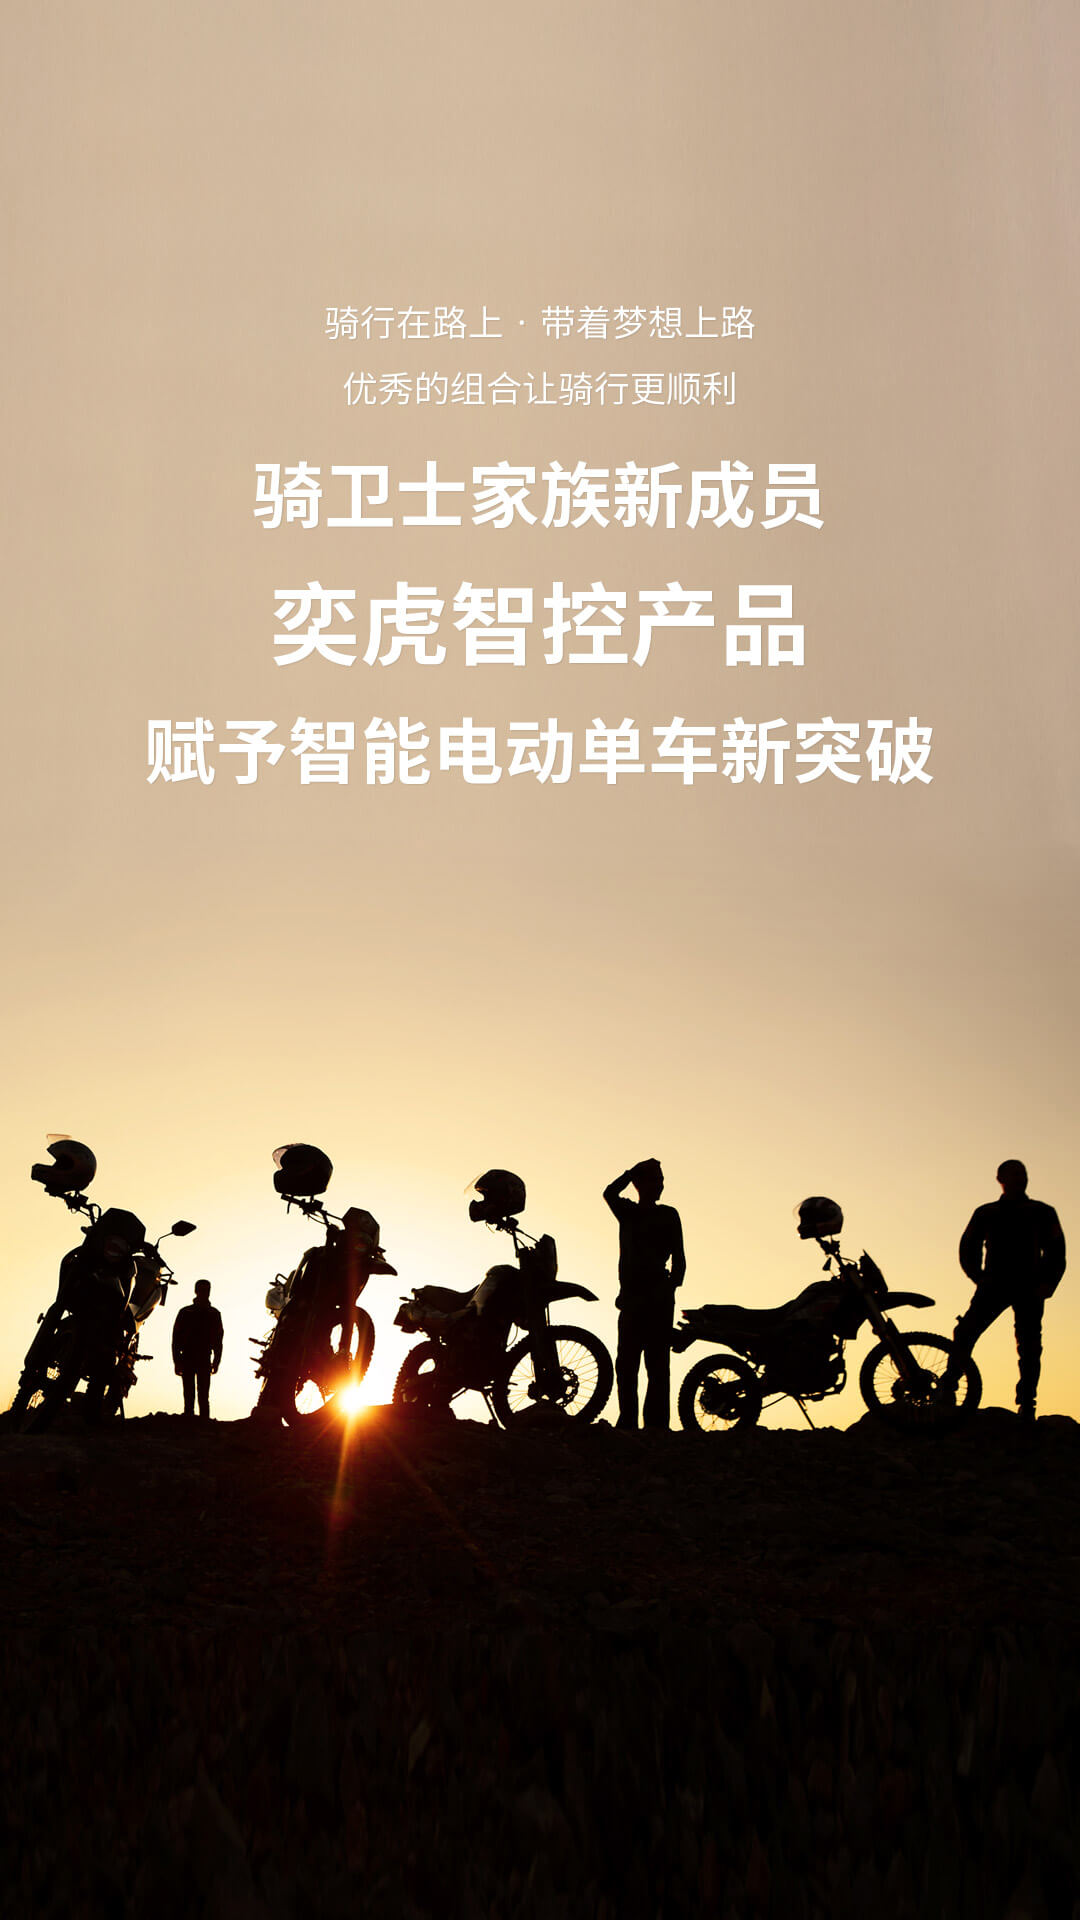 骑行在路上 · 带着梦想上路
优秀的组合让骑行更顺利
骑卫士家族新成员
奕虎智控产品
赋予智能电动单车新突破